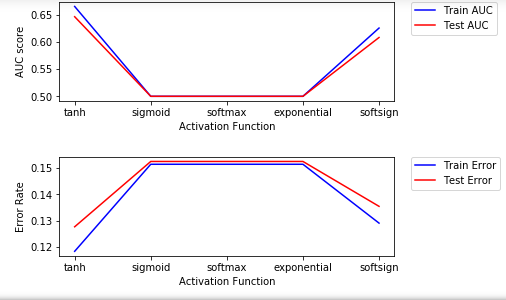 AUC score
0.65
0.60
0.55
0.50
tanh sigmoid softmax exponential softsign
Activation Function
Train AUC
Test AUC
Error Rate
0.15
0.14
0.13
0.12
tanh sigmoid softmax exponential softsign
Activation Function
Train Error
Test Error